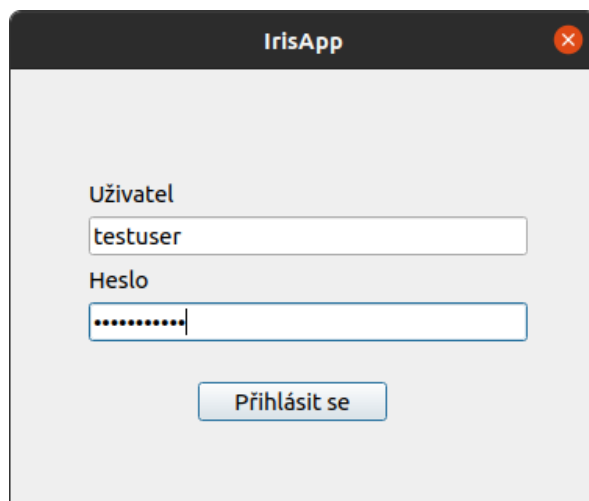 IrisApp
Uživatel
testuser
Heslo
•••••••••••
Přihlásit se